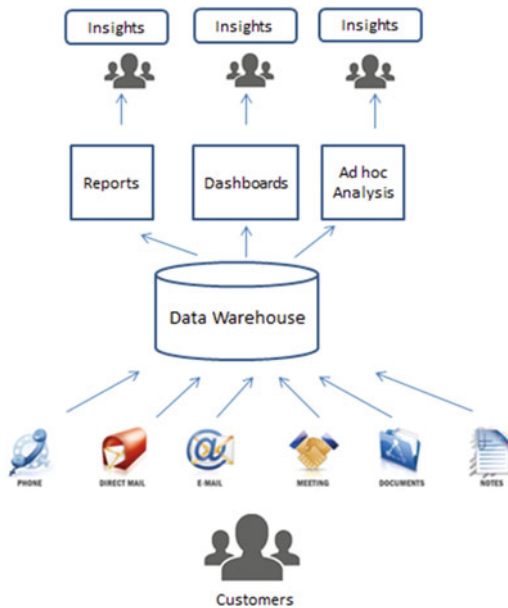 Insights
Insights
Insights
Reports
Dashboards
Ad hoc
Analysis
Data Warehouse
PHONE
DIRECT MAIL
E-MAIL
MEETING
DOCUMENTS
NOTES
Customers